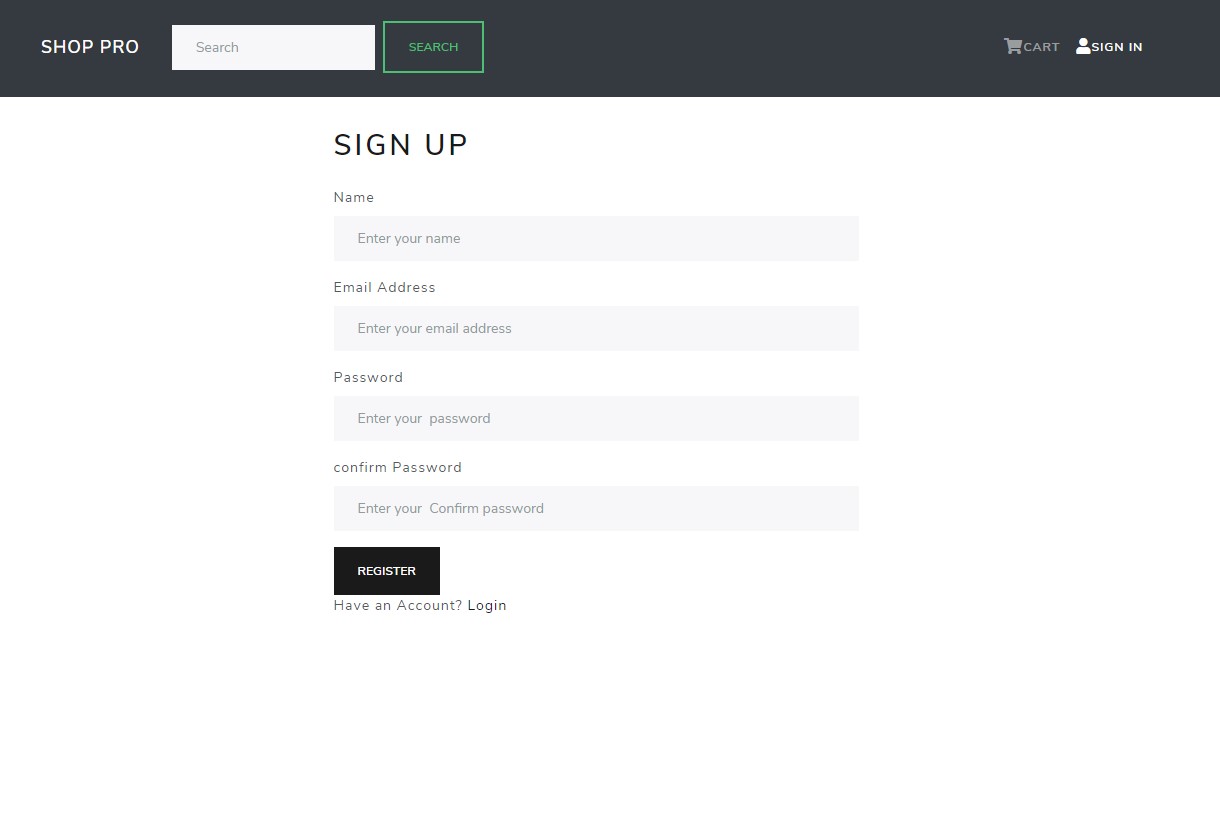 SHOP PRO Search SEARCH CART SIGN IN
SIGN UP
Name
Enter your name
Email Address
Enter your email address
Password
Enter your  password
confirm Password
Enter your  Confirm password
REGISTER
Have an Account? Login